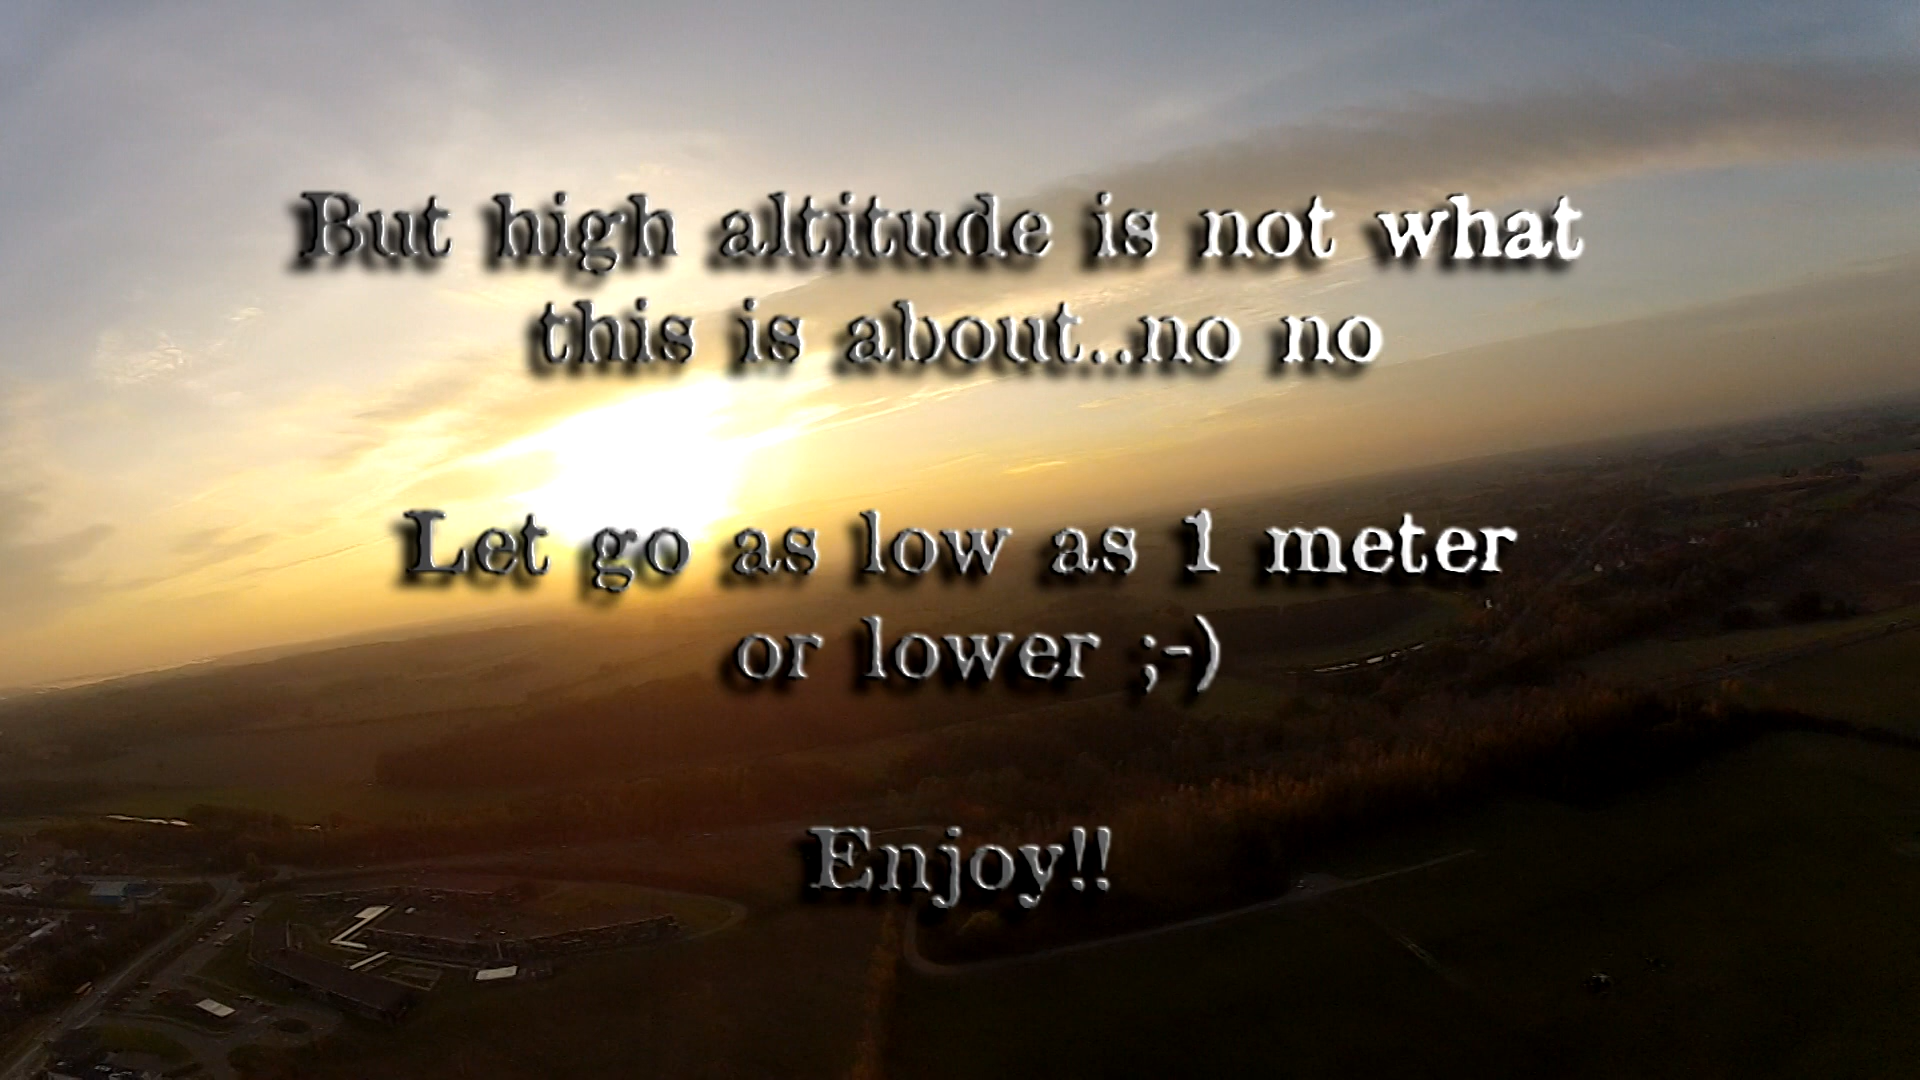 But high altitude is not what
this is about...no no
Let go as low as 1 meter
or lower ;-)
Enjoy!!